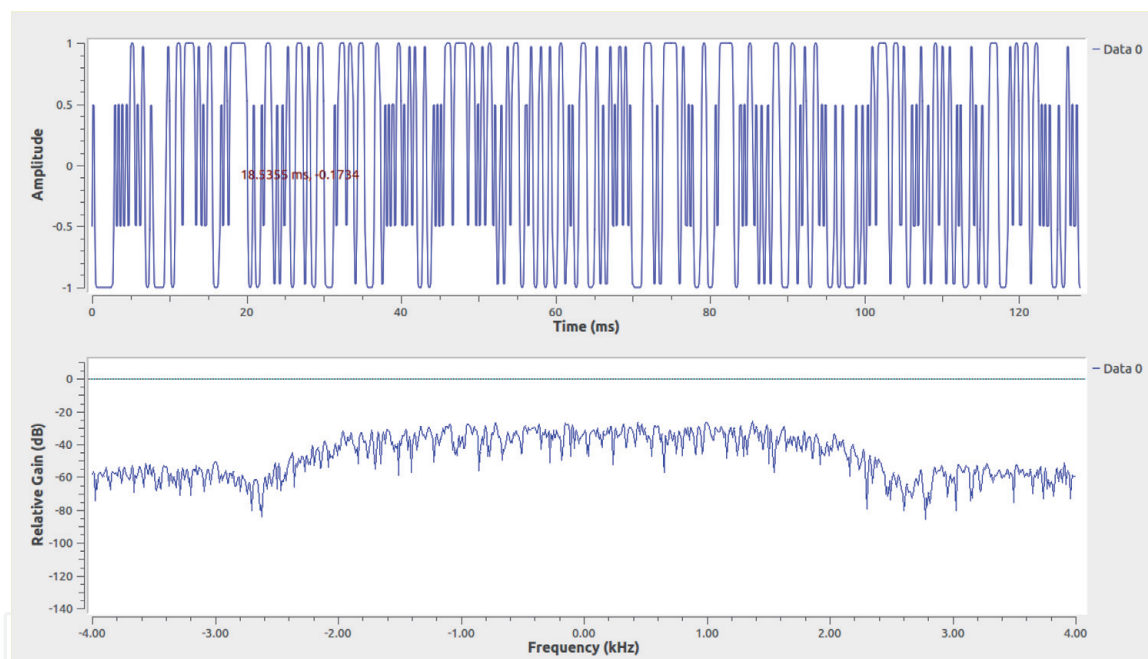 1
0.5
0
-0.5
-1
Amplitude
18.5355 ms, -0.1734
Data 0
0 20 40 60 80 100 120
Time (ms)
0
-20
-40
-60
-80
-100
-120
-140
Relative Gain (dB)
Data 0
-4.00 -3.00 -2.00 -1.00 0.00 1.00 2.00 3.00 4.00
Frequency (kHz)